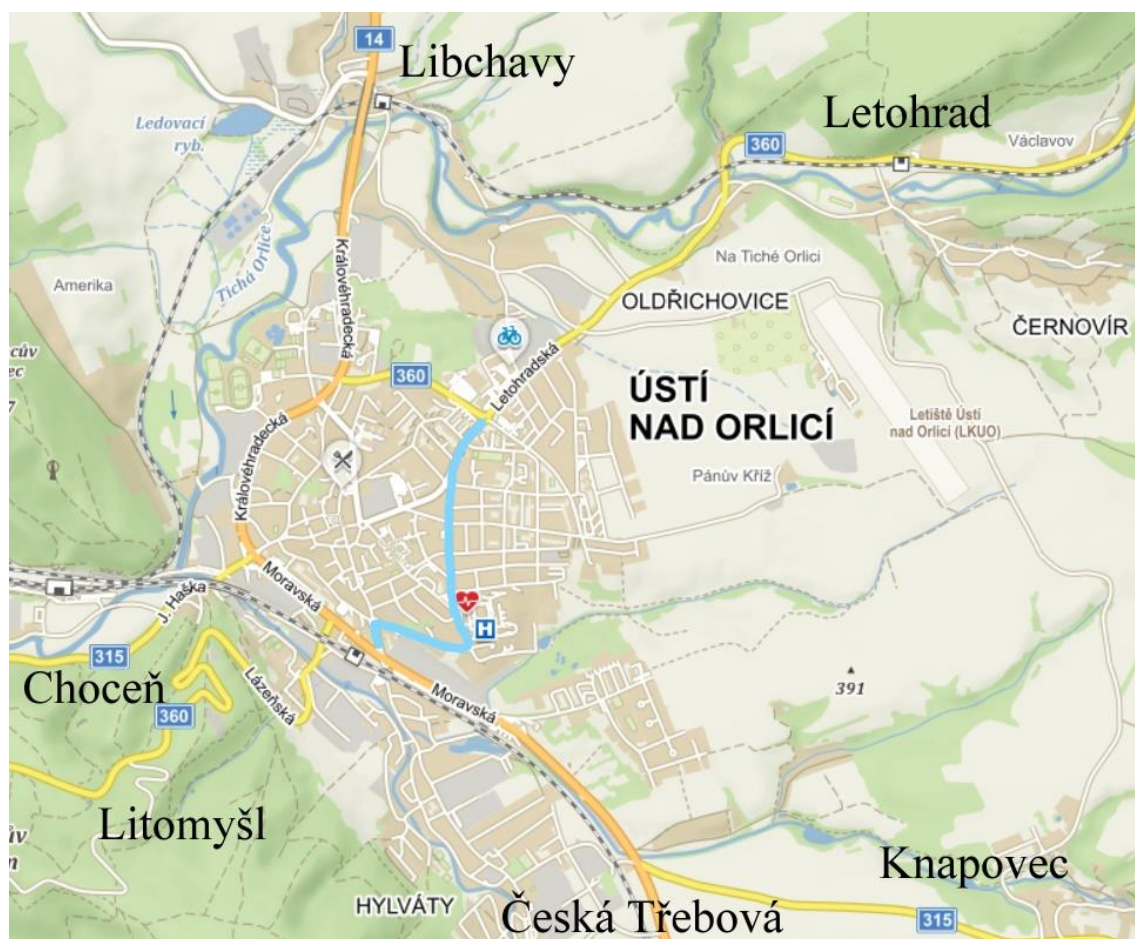 14
Libchavy
Letohrad
Václavov
Ledovací
ryb.
360
Tichá Orlice
Královéhradecká
Na Tiché Orlici
Amerika
OLDŘICHOVICE
ČERNOVÍR
Letohradská
360
ÚSTÍ
NAD ORLICÍ
Letiště Ústí
nad Orlicí (LKUO)
Královéhradecká
Pánův Kříž
Moravská
J. Haška
H
315
Choceň
Lázeňská
Moravská
391
360
Litomyšl
Knapovec
HYLVÁTY
Česká Třebová
315